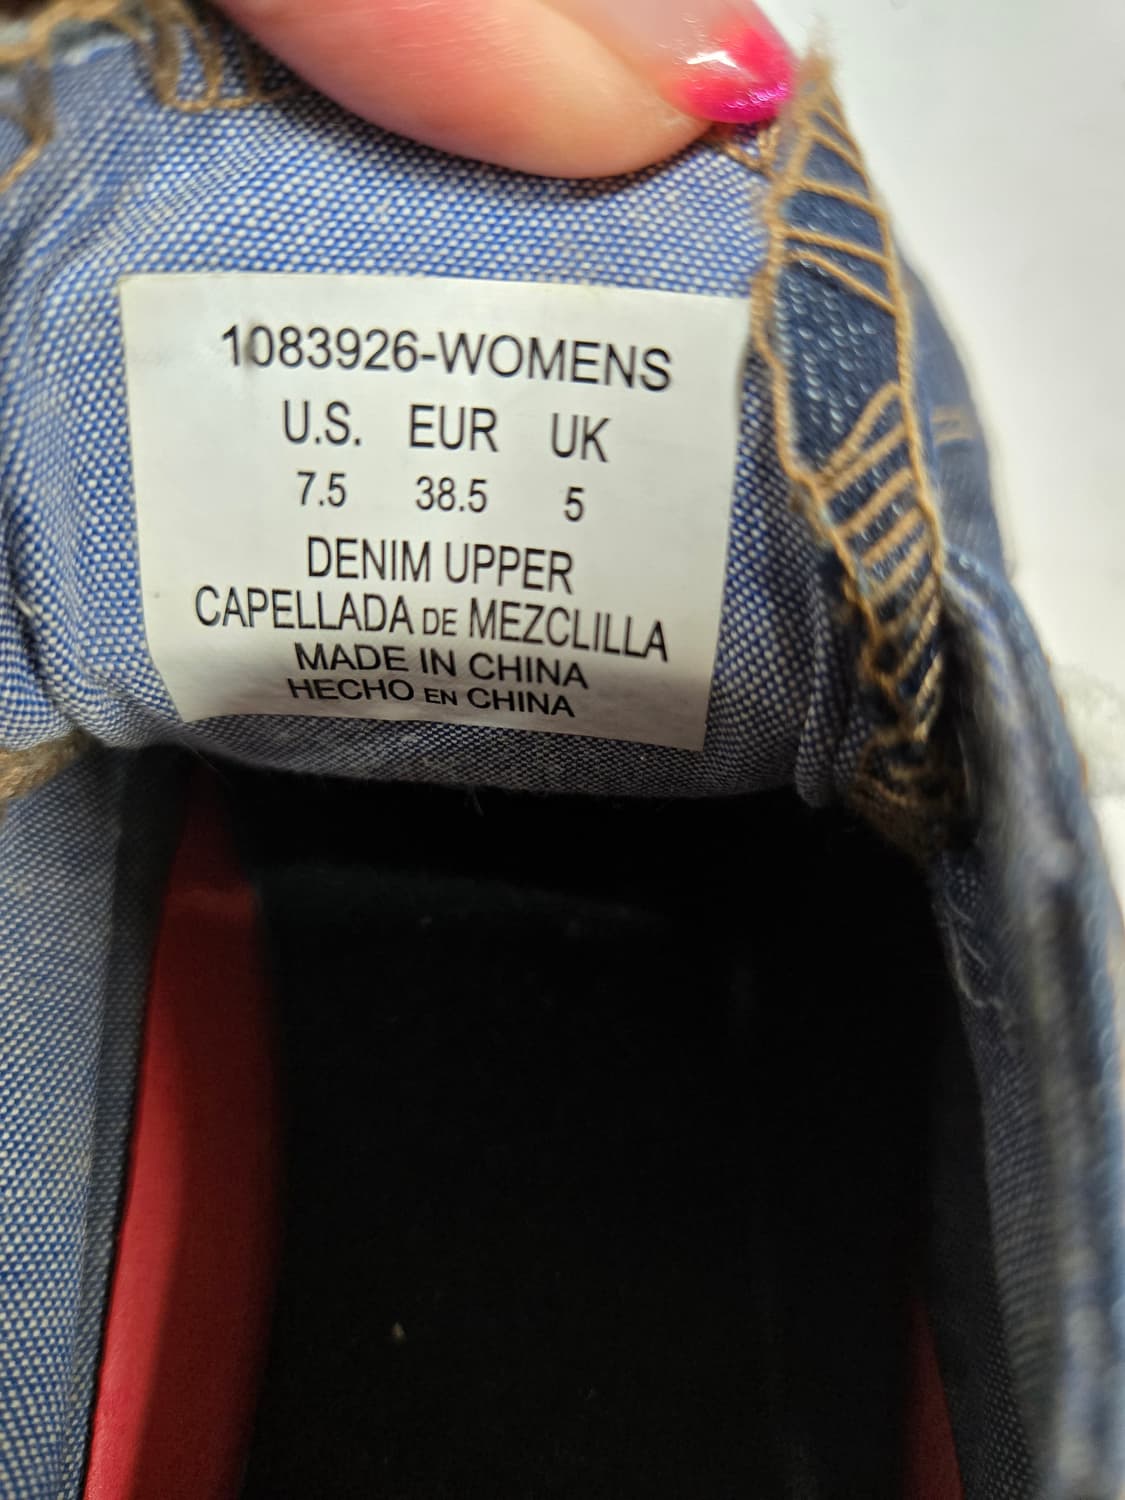 1083926-WOMENS
U.S. EUR UK
7.5 38.5 5
DENIM UPPER
CAPELLADA DE MEZCLILLA
MADE IN CHINA
HECHO EN CHINA